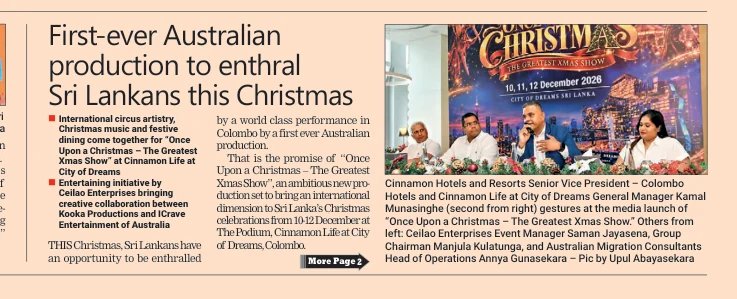 First-ever Australian
production to enthral
Sri Lankans this Christmas
International circus artistry,
Christmas music and festive
dining come together for “Once
Upon a Christmas – The Greatest
Xmas Show” at Cinnamon Life at
City of Dreams
Entertaining initiative by
Ceilao Enterprises bringing
creative collaboration between
Kooka Productions and ICrave
Entertainment of Australia
THIS Christmas, Sri Lankans have
an opportunity to be enthralled
by a world class performance in
Colombo by a first ever Australian
production.
That is the promise of “Once
Upon a Christmas – The Greatest
Xmas Show”, an ambitious new pro-
duction set to bring an international
dimension to Sri Lanka’s Christmas
celebrations from 10-12 December at
The Podium, Cinnamon Life at City
of Dreams, Colombo.
More Page 2
CHRISTMAS
THE GREATEST XMAS SHOW
10, 11, 12 December 2026
CITY OF DREAMS SRI LANKA
Cinnamon Hotels and Resorts Senior Vice President – Colombo
Hotels and Cinnamon Life at City of Dreams General Manager Kamal
Munasinghe (second from right) gestures at the media launch of
“Once Upon a Christmas – The Greatest Xmas Show.” Others from
left: Ceilao Enterprises Event Manager Saman Jayasena, Group
Chairman Manjula Kulatunga, and Australian Migration Consultants
Head of Operations Annya Gunasekara – Pic by Upul Abayasekara